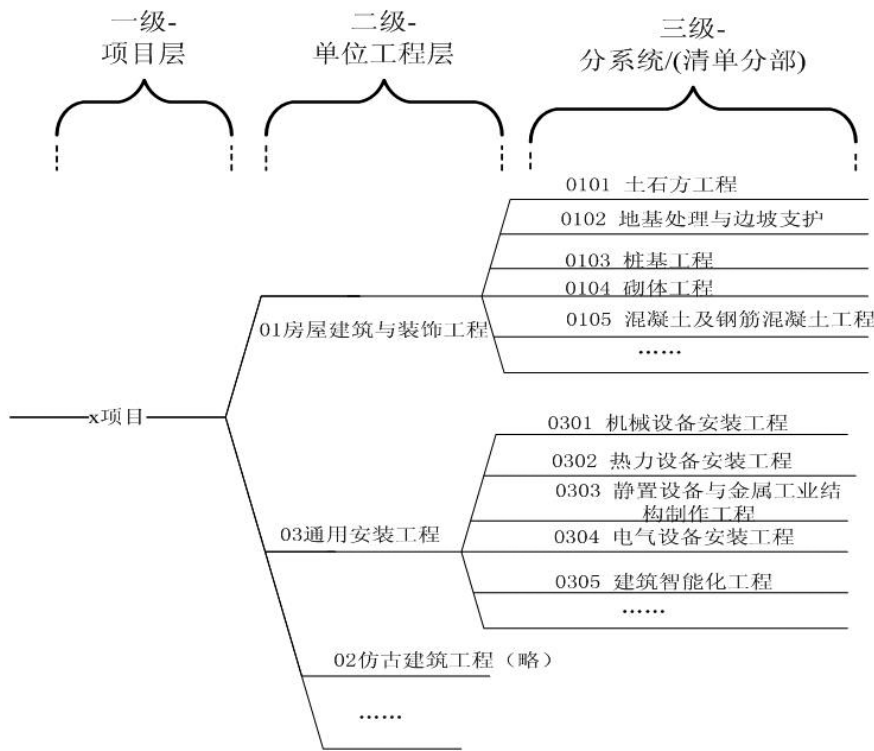 一级-
项目层
二级-
单位工程层
三级-
分系统/(清单分部)
0101 土石方工程
0102 地基处理与边坡支护
0103 桩基工程
0104 砌体工程
01房屋建筑与装饰工程
0105 混凝土及钢筋混凝土工程
……
x项目
0301 机械设备安装工程
0302 热力设备安装工程
0303 静置设备与金属工业结
构制作工程
03通用安装工程
0304 电气设备安装工程
0305 建筑智能化工程
……
02仿古建筑工程（略）
……